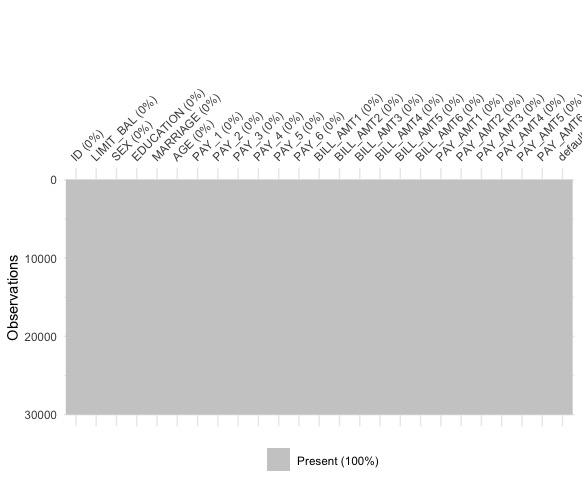 ID (0%)
LIMIT_BAL (0%)
SEX (0%)
EDUCATION (0%)
MARRIAGE (0%)
AGE (0%)
PAY_1 (0%)
PAY_2 (0%)
PAY_3 (0%)
PAY_4 (0%)
PAY_5 (0%)
PAY_6 (0%)
BILL_AMT1 (0%)
BILL_AMT2 (0%)
BILL_AMT3 (0%)
BILL_AMT4 (0%)
BILL_AMT5 (0%)
BILL_AMT6 (0%)
PAY_AMT1 (0%)
PAY_AMT2 (0%)
PAY_AMT3 (0%)
PAY_AMT4 (0%)
PAY_AMT5 (0%)
PAY_AMT6
defau
0
10000
20000
30000
Observations
Present (100%)